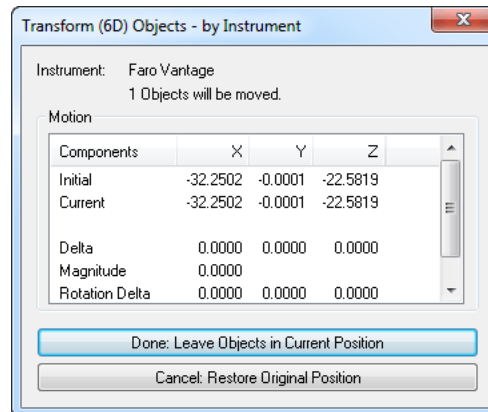 Transform (6D) Objects - by Instrument
Instrument: Faro Vantage
1 Objects will be moved.
Motion
Components X Y Z
Initial -32.2502 -0.0001 -22.5819
Current -32.2502 -0.0001 -22.5819
Delta 0.0000 0.0000 0.0000
Magnitude 0.0000
Rotation Delta 0.0000 0.0000 0.0000
Done: Leave Objects in Current Position
Cancel: Restore Original Position